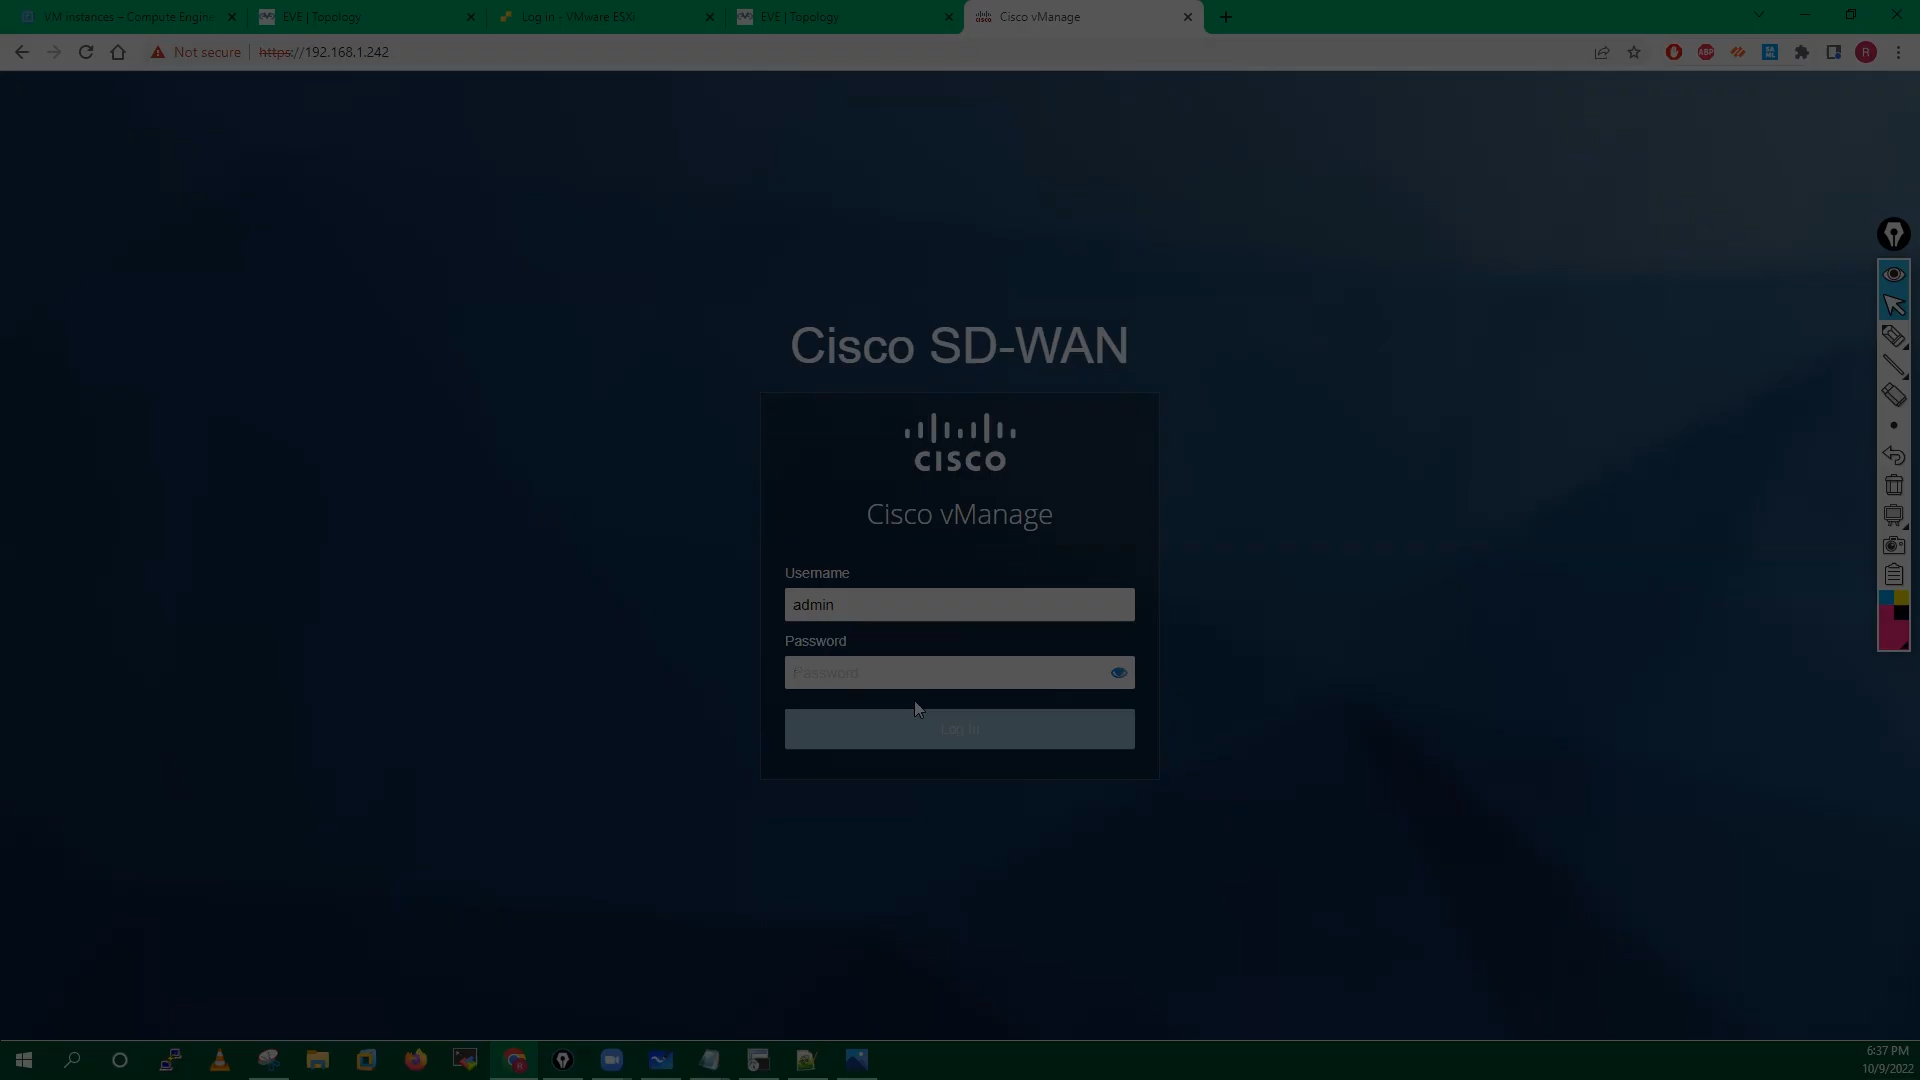 VM instances – Compute Engin
EVE | Topology
Log in - VMware ESXi
EVE | Topology
Cisco vManage
Not secure
https://192.168.1.242
ABP
R
Cisco SD-WAN
CISCO
Cisco vManage
Username
admin
Password
Password
Log In
6:37 PM
10/9/2022